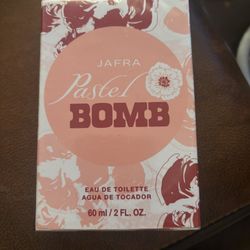 JAFRA
Pastel
BOMB
EAU DE TOILETTE
AGUA DE TOCADOR
60 ml / 2 FL. OZ.